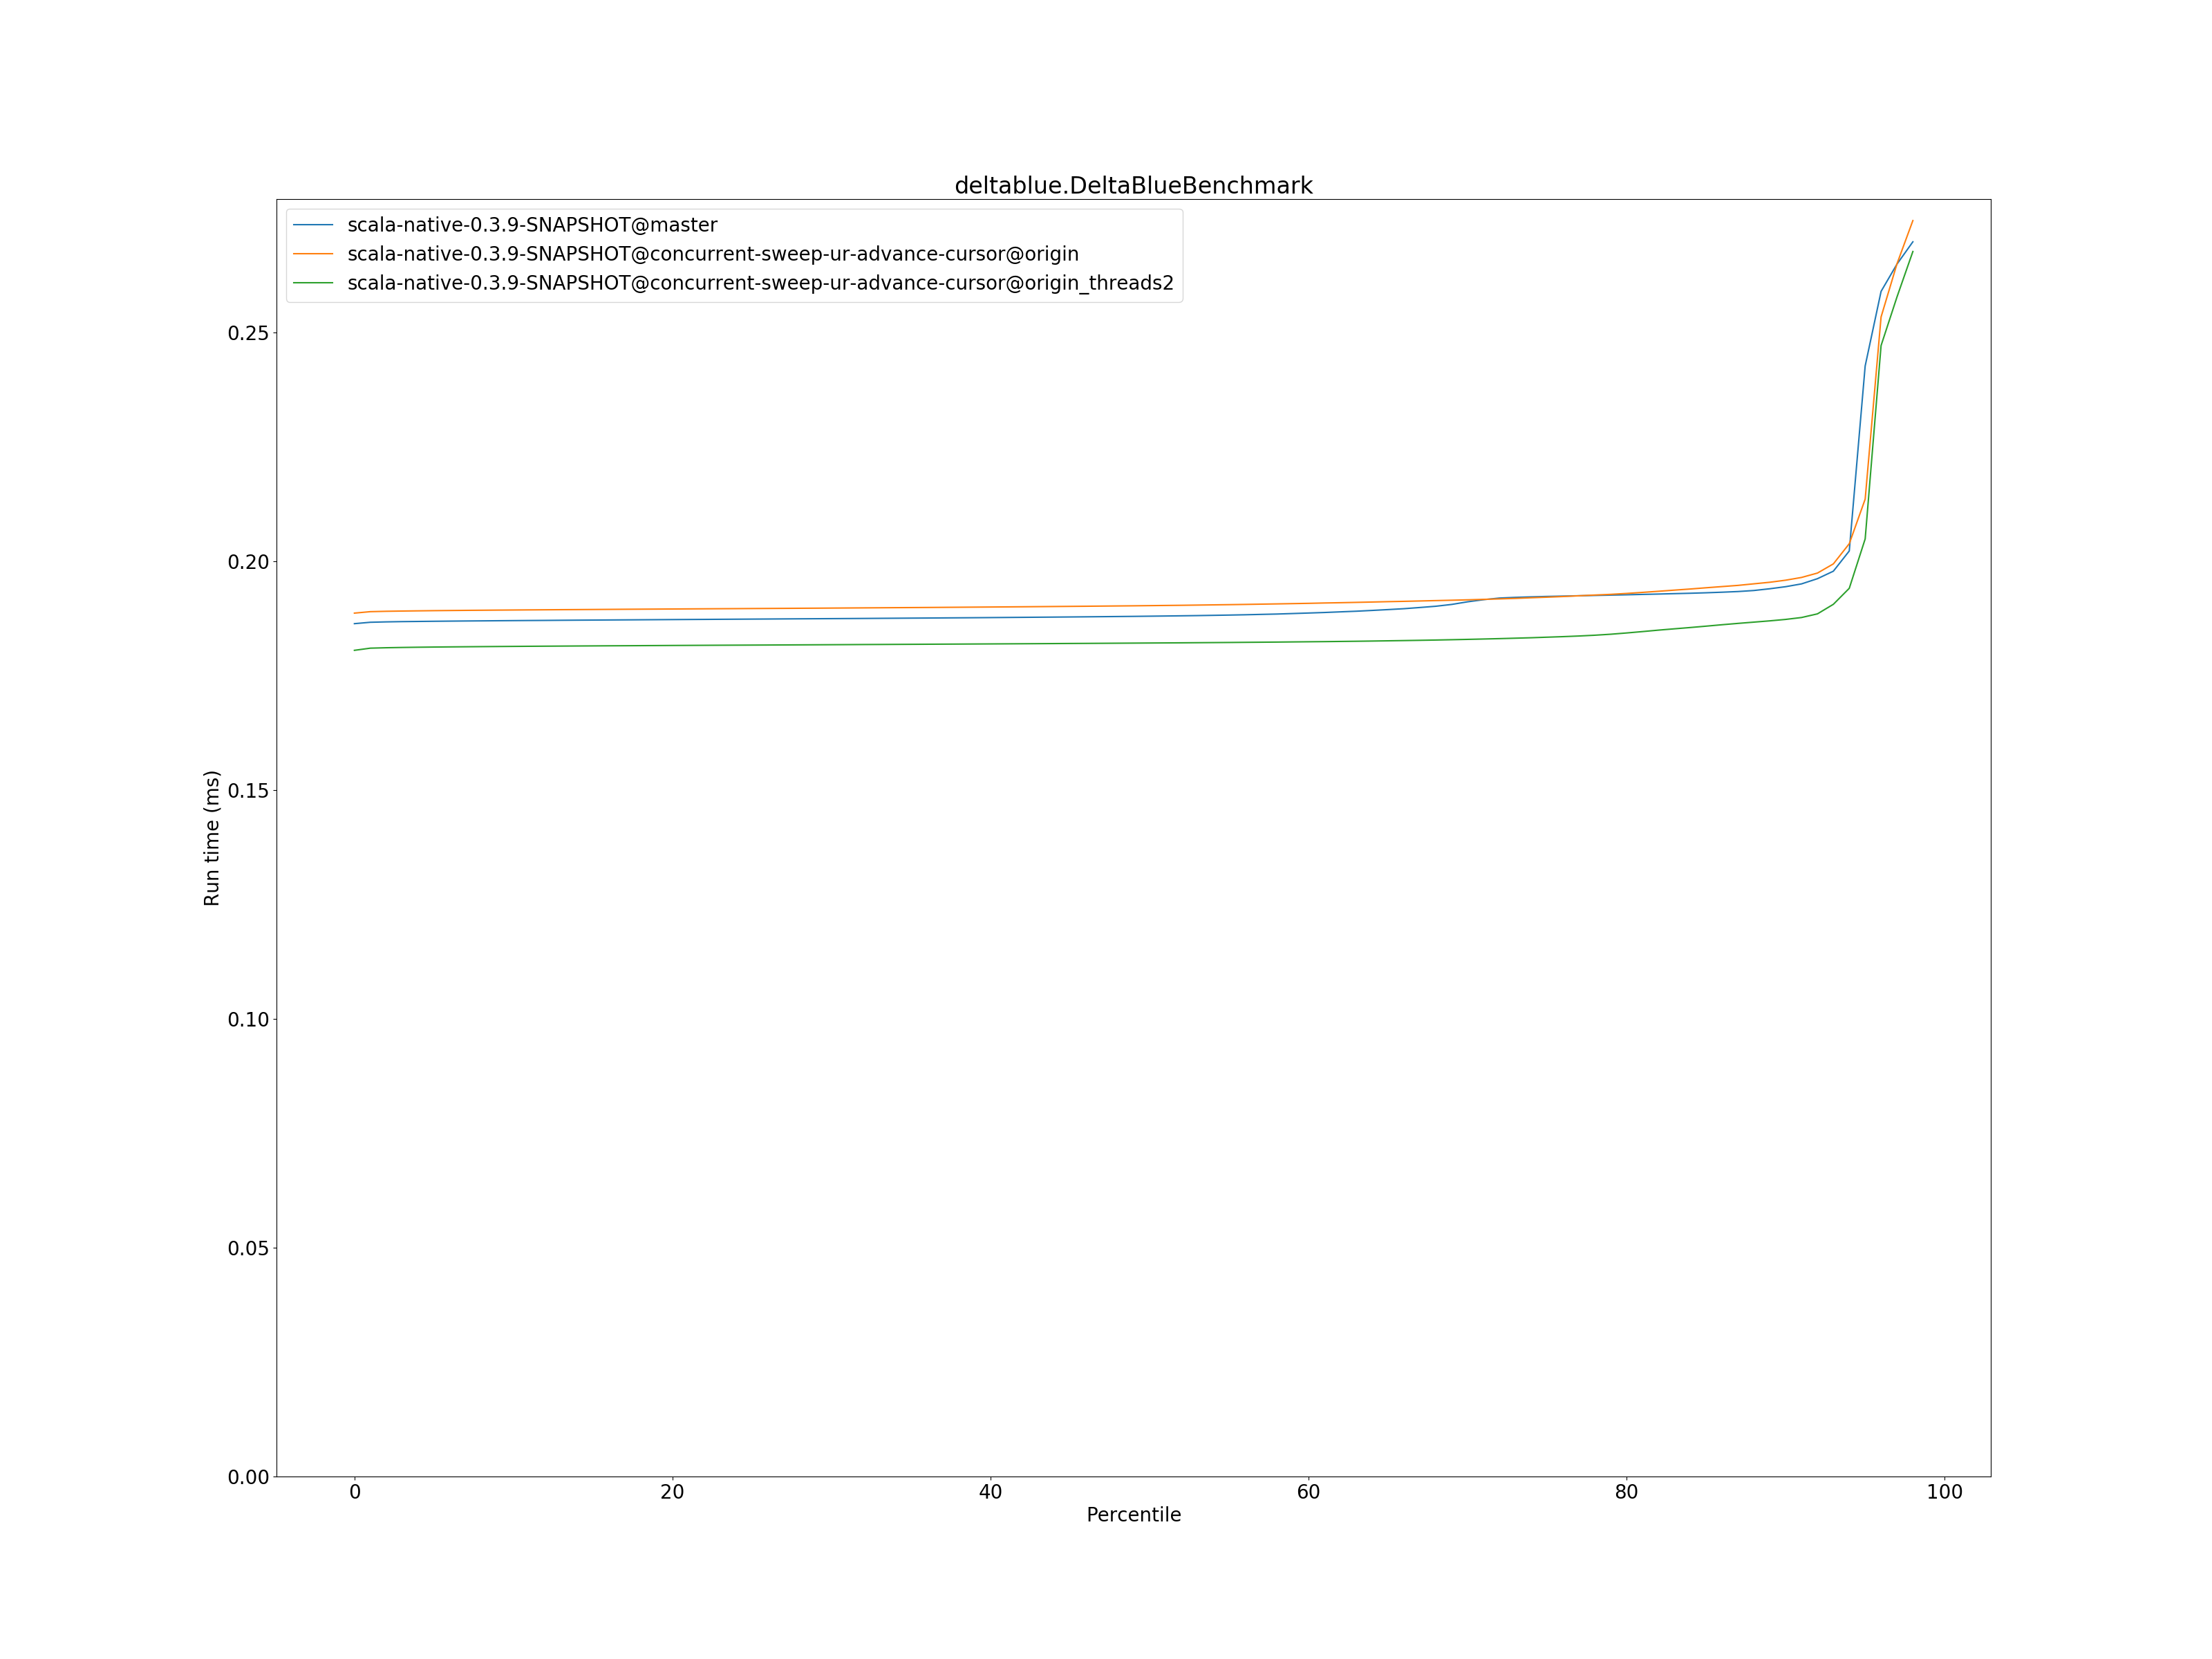 deltablue.DeltaBlueBenchmark
scala-native-0.3.9-SNAPSHOT@master
scala-native-0.3.9-SNAPSHOT@concurrent-sweep-ur-advance-cursor@origin
scala-native-0.3.9-SNAPSHOT@concurrent-sweep-ur-advance-cursor@origin_threads2
0.25
0.20
0.15
0.10
0.05
0.00
Run time (ms)
0 20 40 60 80 100
Percentile